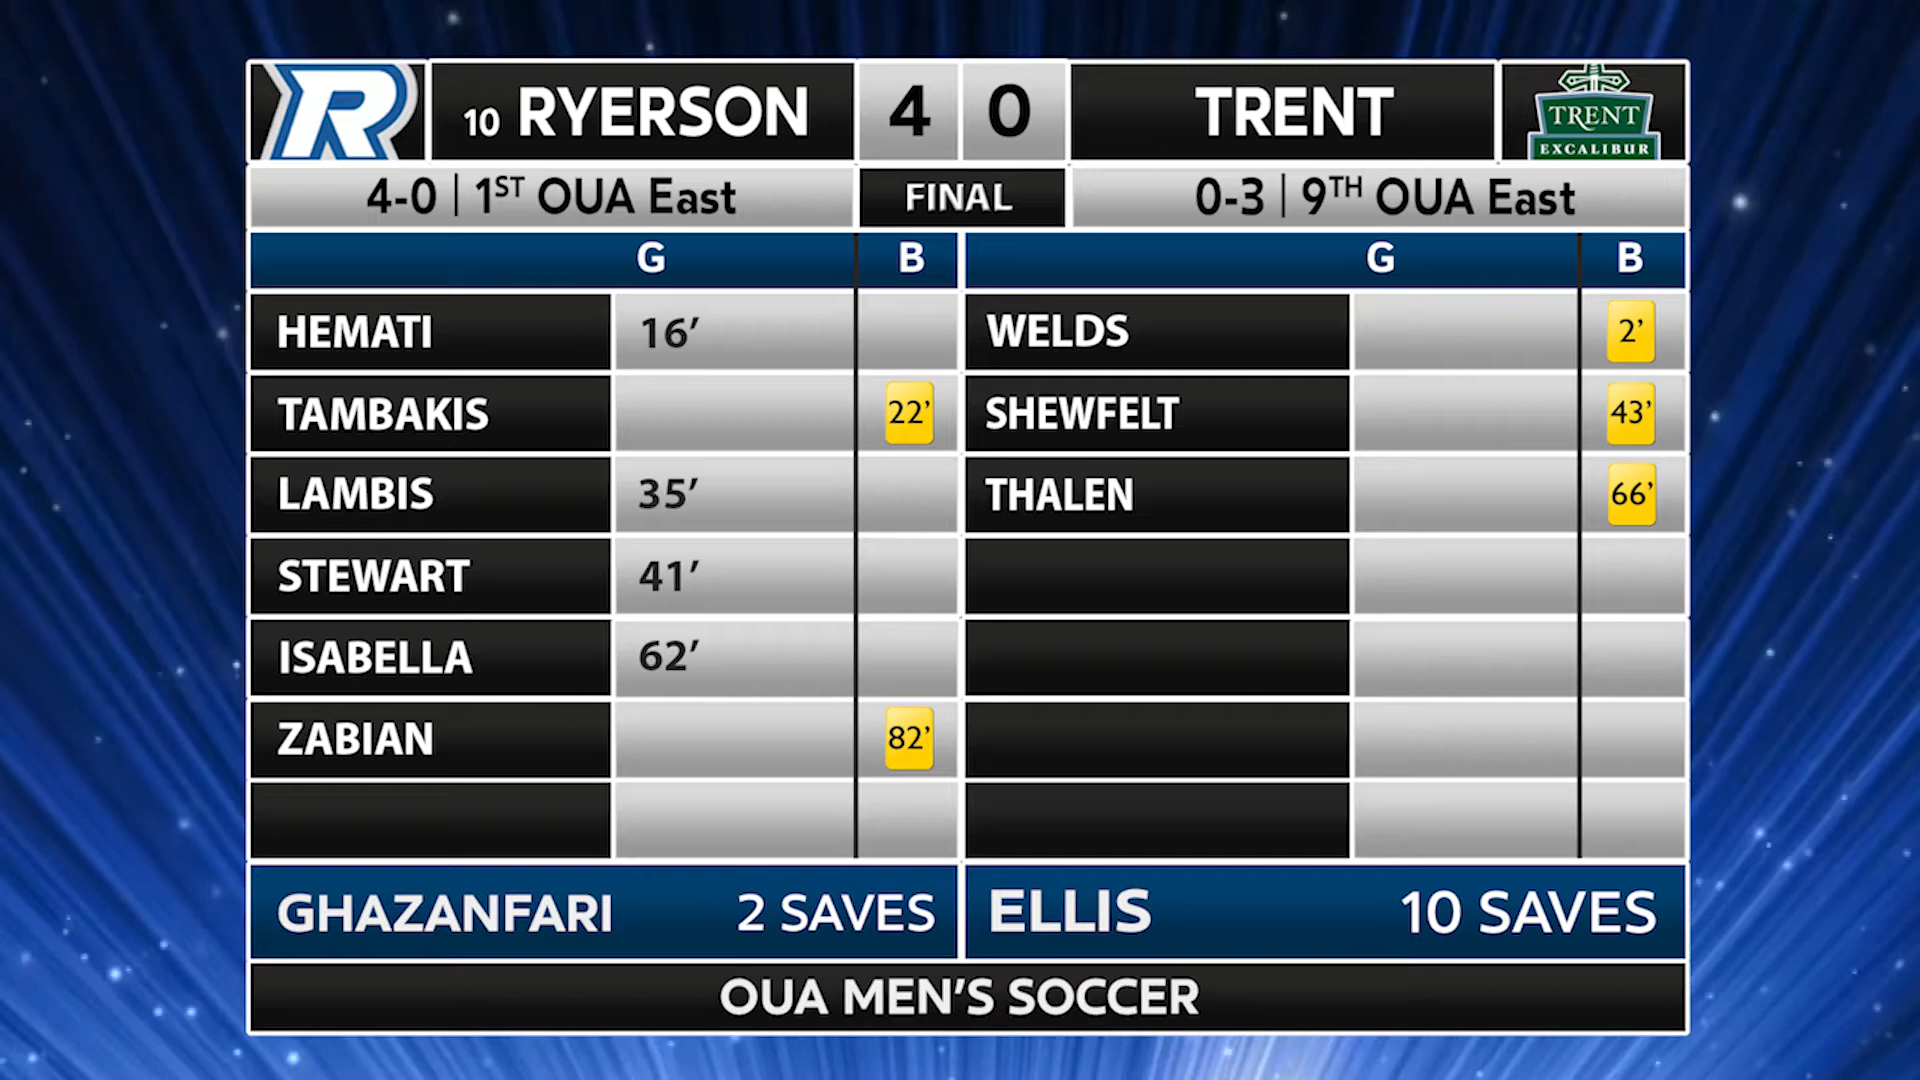 R 10 RYERSON 4 0 TRENT TRENT
EXCALIBUR
4-0 | 1ST OUA East FINAL 0-3 | 9TH OUA East
G B G B
HEMATI 16’ WELDS 2’
TAMBAKIS 22’ SHEWFELT 43’
LAMBIS 35’ THALEN 66’
STEWART 41’
ISABELLA 62’
ZABIAN 82’
GHAZANFARI 2 SAVES ELLIS 10 SAVES
OUA MEN’S SOCCER